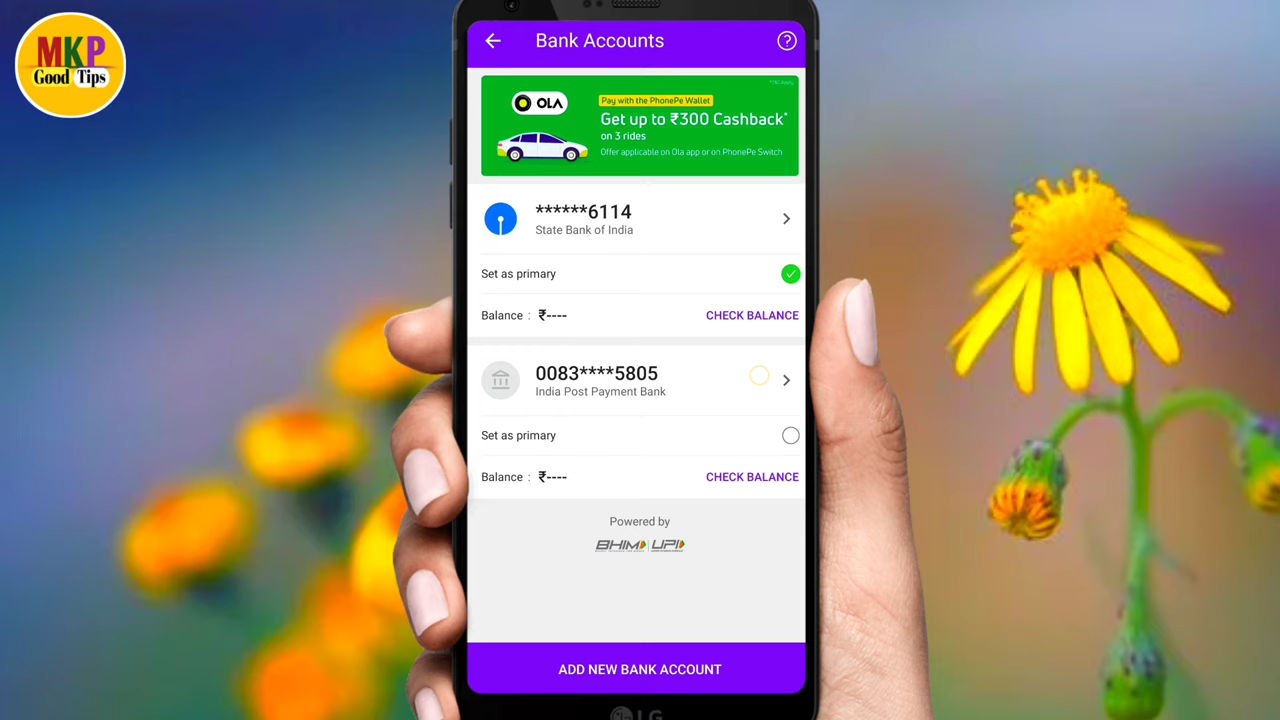 MKP
Good Tips
Bank Accounts
?
*T&C Apply
OLA
Pay with the PhonePe Wallet
Get up to ₹300 Cashback*
on 3 rides
Offer applicable on Ola app or on PhonePe Switch
******6114
State Bank of India
Set as primary
Balance : ₹----
CHECK BALANCE
0083****5805
India Post Payment Bank
Set as primary
Balance : ₹----
CHECK BALANCE
Powered by
BHIM UPI
ADD NEW BANK ACCOUNT
LG